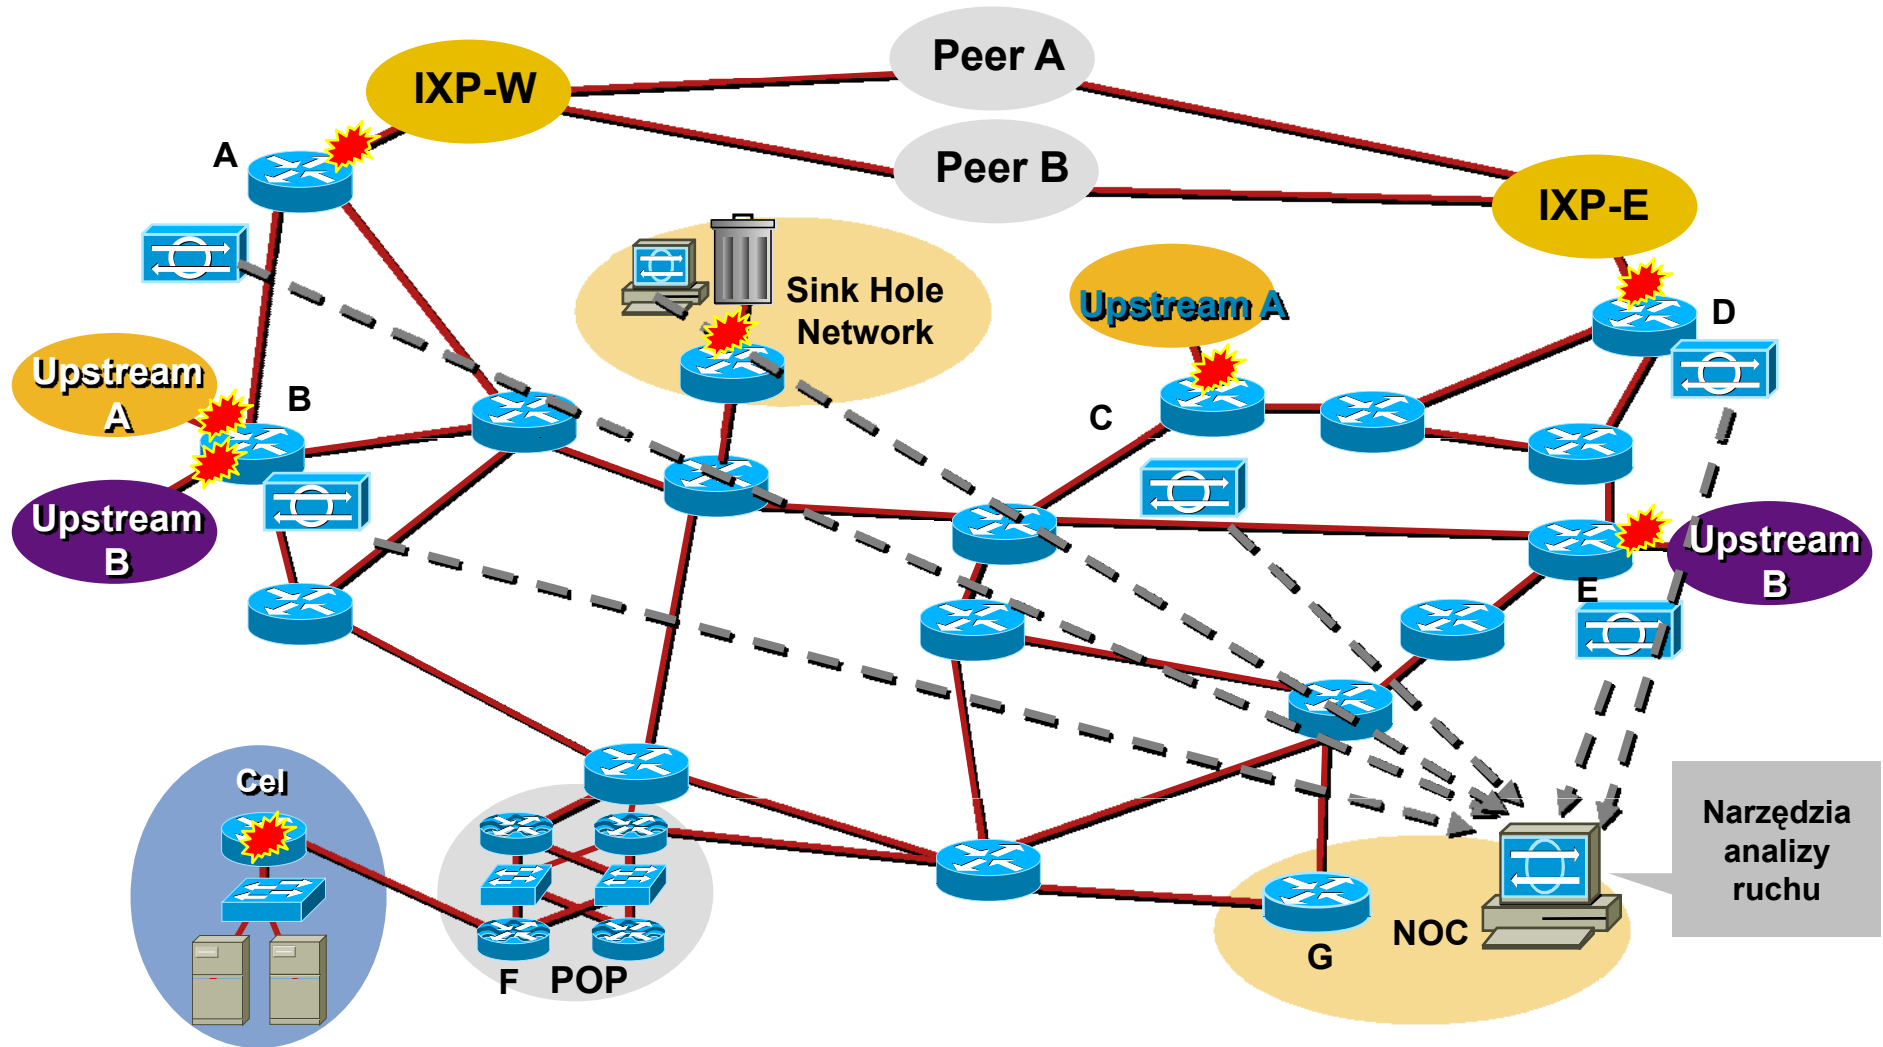 Peer A
IXP-W
A
Peer B
IXP-E
Sink Hole
Network
Upstream A
D
Upstream
A
B
C
Upstream
B
Upstream
B
E
Cel
Narzędzia
analizy
ruchu
NOC
G
F
POP